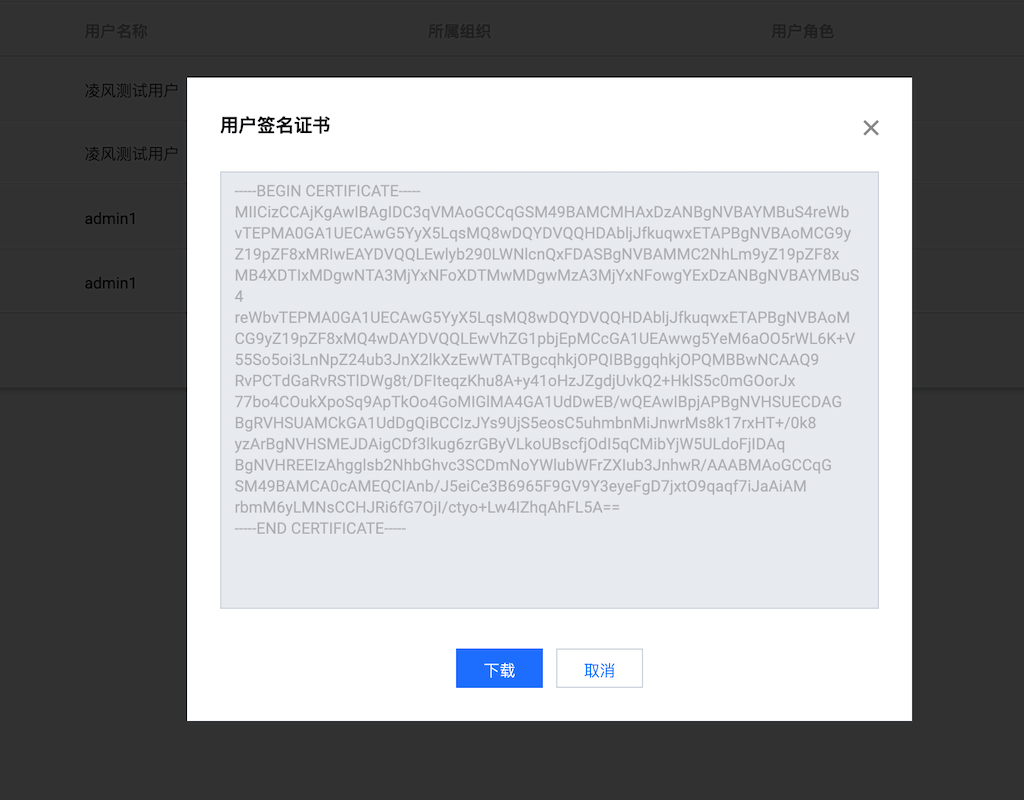 用户名称 所属组织 用户角色
凌风测试用户
用户签名证书
凌风测试用户
-----BEGIN CERTIFICATE-----
MIICizCCAjKgAwIBAgIDC3qVMAoGCCqGSM49BAMCMHAxDzANBgNVBAYMBuS4reWb
vTEPMA0GA1UECAwG5YyX5LqsMQ8wDQYDVQQHDAbljJfkuqwxETAPBgNVBAoMCG9y
Z19pZF8xMRIwEAYDVQQLEwlyb290LWNlcnQxFDASBgNVBAMMC2NhLm9yZ19pZF8x
MB4XDTIxMDgwNTA3MjYxNFoXDTMwMDgwMzA3MjYxNFowgYExDzANBgNVBAYMBuS
4
admin1
reWbvTEPMA0GA1UECAwG5YyX5LqsMQ8wDQYDVQQHDAbljJfkuqwxETAPBgNVBAoM
CG9yZ19pZF8xMQ4wDAYDVQQLEwVhZG1pbjEpMCcGA1UEAwwg5YeM6aOO5rWL6K+V
55So5oi3LnNpZ24ub3JnX2lkXzEwWTATBgcqhkjOPQIBBggqhkjOPQMBBwNCAAQ9
RvPCTdGaRvRSTlDWg8t/DFIteqzKhu8A+y41oHzJZgdjUvkQ2+HklS5c0mGOorJx
77bo4COukXpoSq9ApTkOo4GoMIGlMA4GA1UdDwEB/wQEAwIBpjAPBgNVHSUECDAG
BgRVHSUAMCkGA1UdDgQiBCCIzJYs9UjS5eosC5uhmbnMiJnwrMs8k17rxHT+/0k8
yzArBgNVHSMEJDAigCDf3lkug6zrGByVLkoUBscfjOdI5qCMibYjW5ULdoFjIDAq
BgNVHREEIzAhgglsb2NhbGhvc3SCDmNoYWlubWFrZXIub3JnhwR/AAABMAoGCCqG
SM49BAMCA0cAMEQCIAnb/J5eiCe3B6965F9GV9Y3eyeFgD7jxtO9qaqf7iJaAiAM
rbmM6yLMNsCCHJRi6fG7OjI/ctyo+Lw4IZhqAhFL5A==
-----END CERTIFICATE-----
admin1
下载 取消